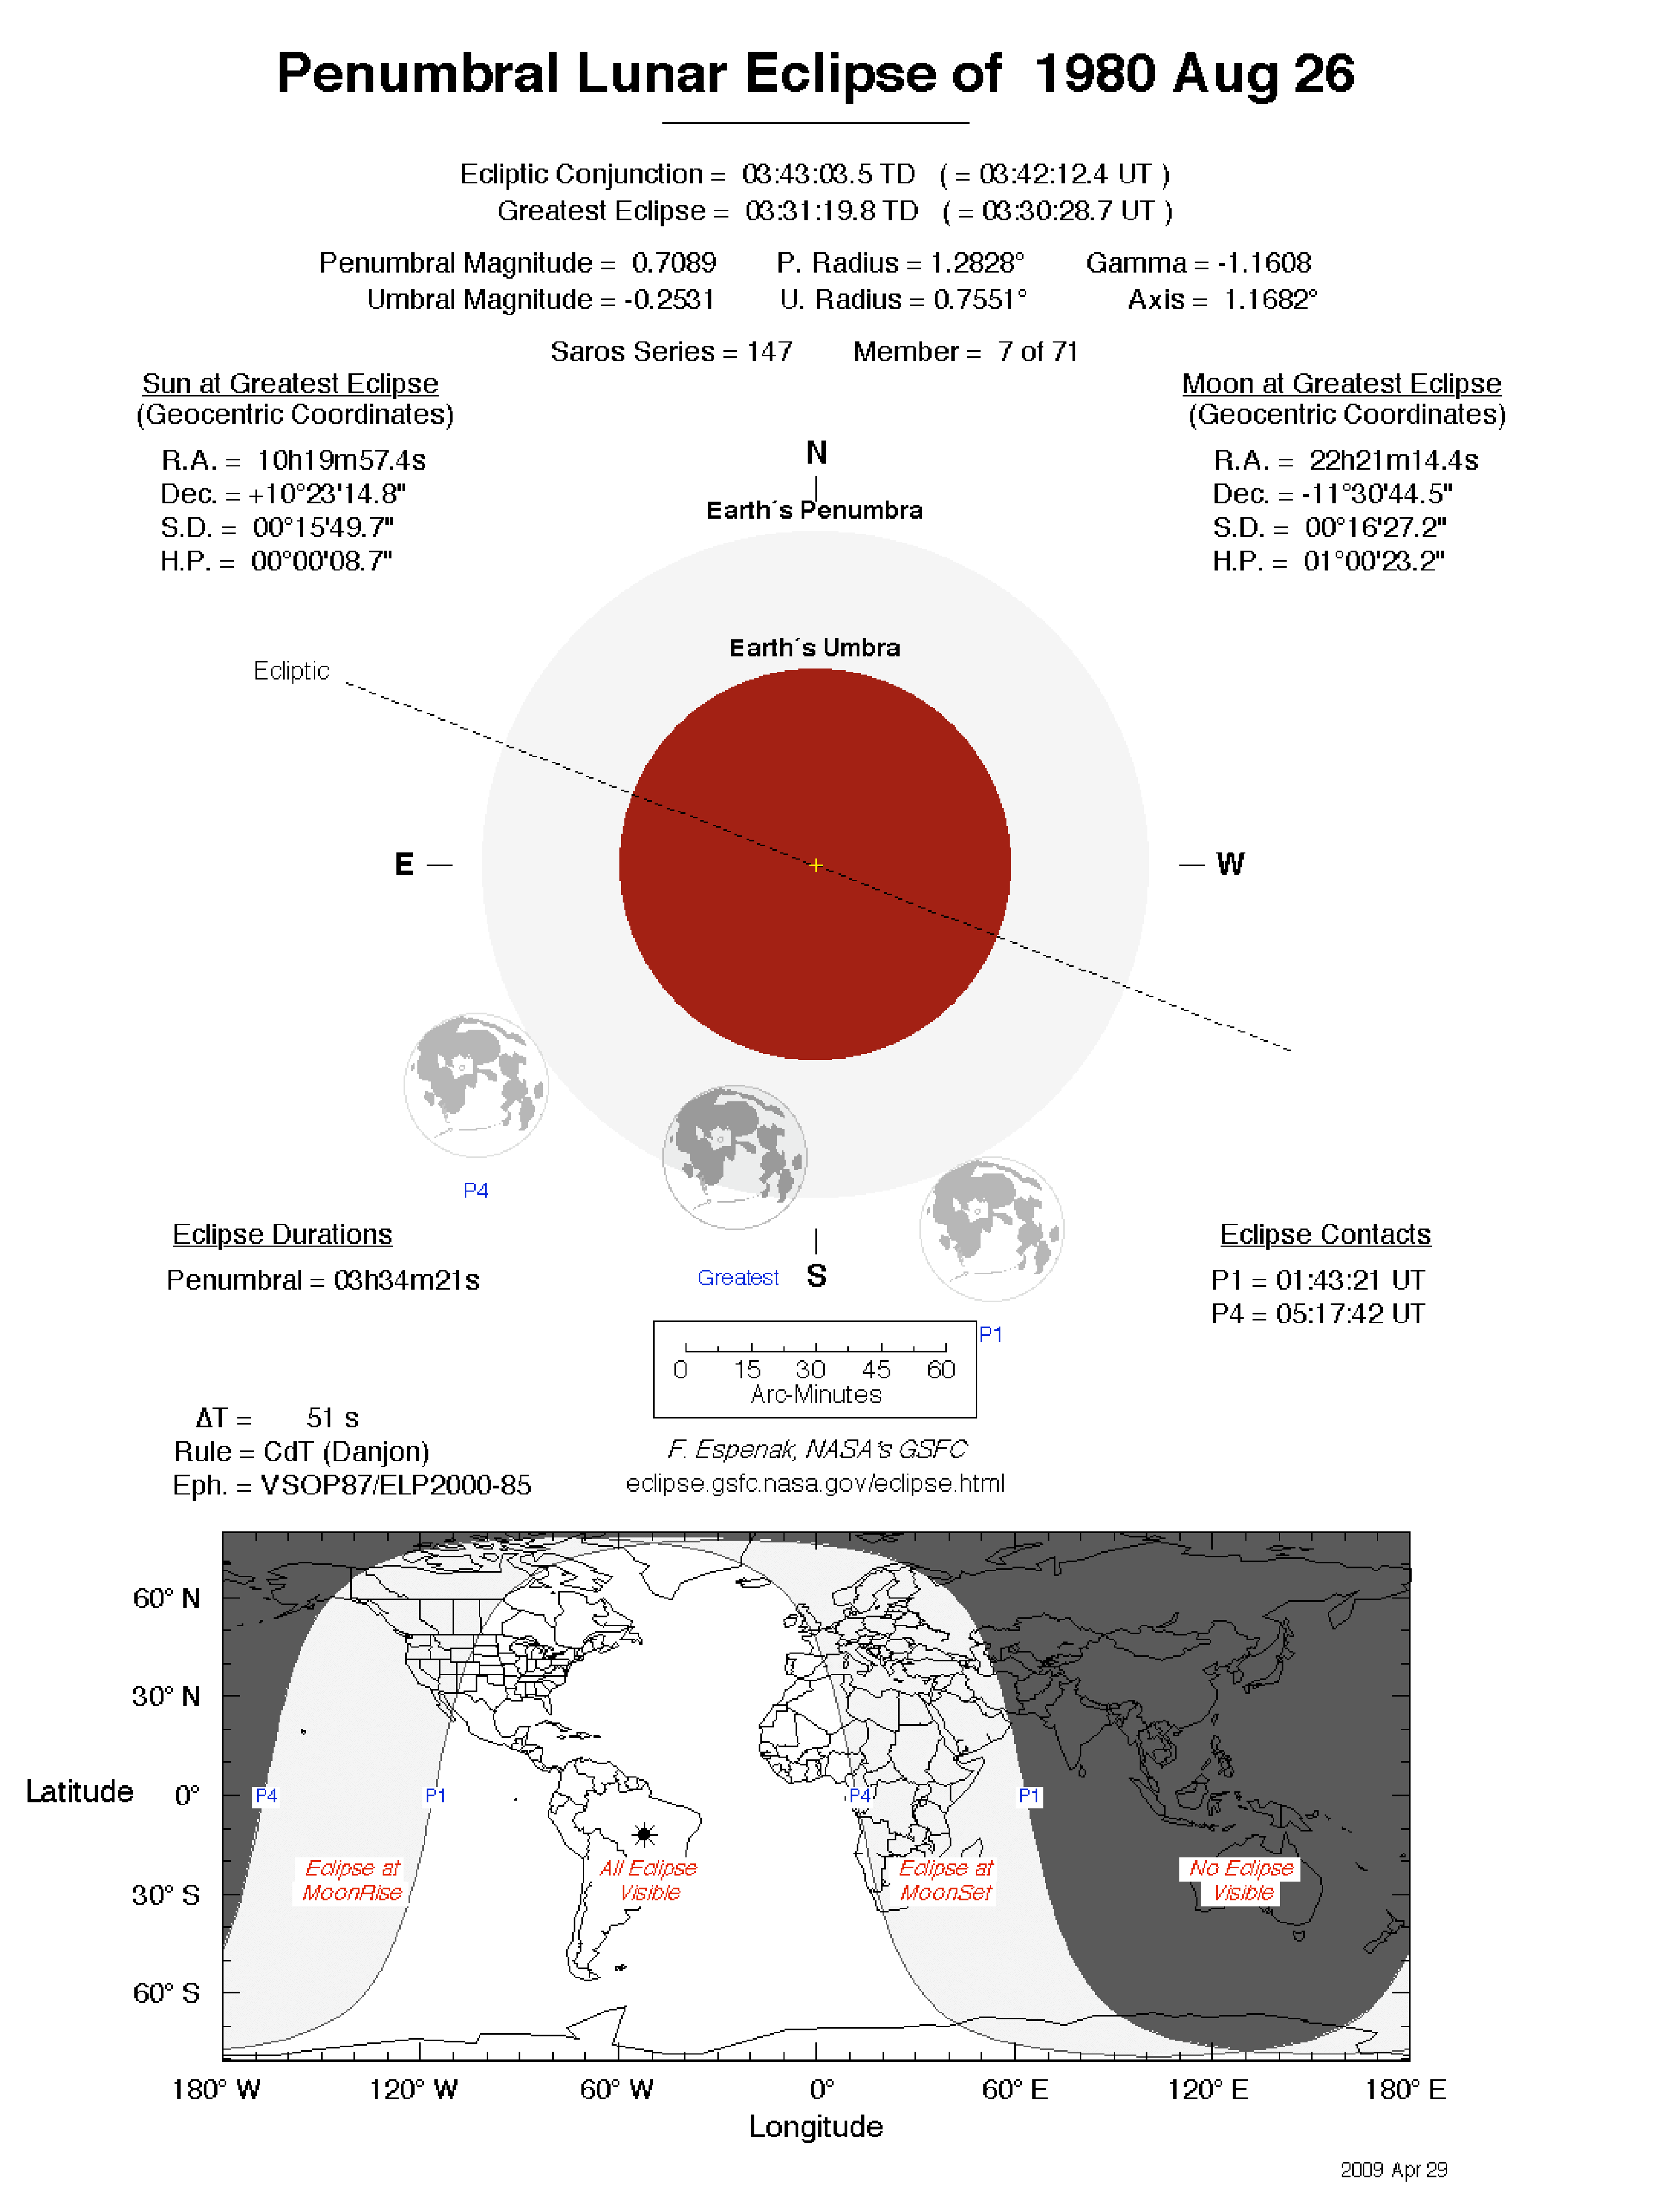 Penumbral Lunar Eclipse of 1980 Aug 26
Ecliptic Conjunction = 03:43:03.5 TD ( = 03:42:12.4 UT )
Greatest Eclipse = 03:31:19.8 TD ( = 03:30:28.7 UT )
Penumbral Magnitude = 0.7089 P. Radius = 1.2828° Gamma = -1.1608
Umbral Magnitude = -0.2531 U. Radius = 0.7551° Axis = 1.1682°
Saros Series = 147 Member = 7 of 71
Sun at Greatest Eclipse
(Geocentric Coordinates)
R.A. = 10h19m57.4s
Dec. = +10°23'14.8"
S.D. = 00°15'49.7"
H.P. = 00°00'08.7"
Moon at Greatest Eclipse
(Geocentric Coordinates)
R.A. = 22h21m14.4s
Dec. = -11°30'44.5"
S.D. = 00°16'27.2"
H.P. = 01°00'23.2"
N
Earth´s Penumbra
Earth´s Umbra
Ecliptic
E
W
P4
Greatest
S
P1
Eclipse Durations
Penumbral = 03h34m21s
Eclipse Contacts
P1 = 01:43:21 UT
P4 = 05:17:42 UT
0 15 30 45 60
Arc-Minutes
ΔT = 51 s
Rule = CdT (Danjon)
Eph. = VSOP87/ELP2000-85
F. Espenak, NASA's GSFC
eclipse.gsfc.nasa.gov/eclipse.html
60° N
30° N
Latitude 0°
30° S
60° S
P4 P1 P4 P1
Eclipse at
MoonRise
All Eclipse
Visible
Eclipse at
MoonSet
No Eclipse
Visible
180° W 120° W 60° W 0° 60° E 120° E 180° E
Longitude
2009 Apr 29